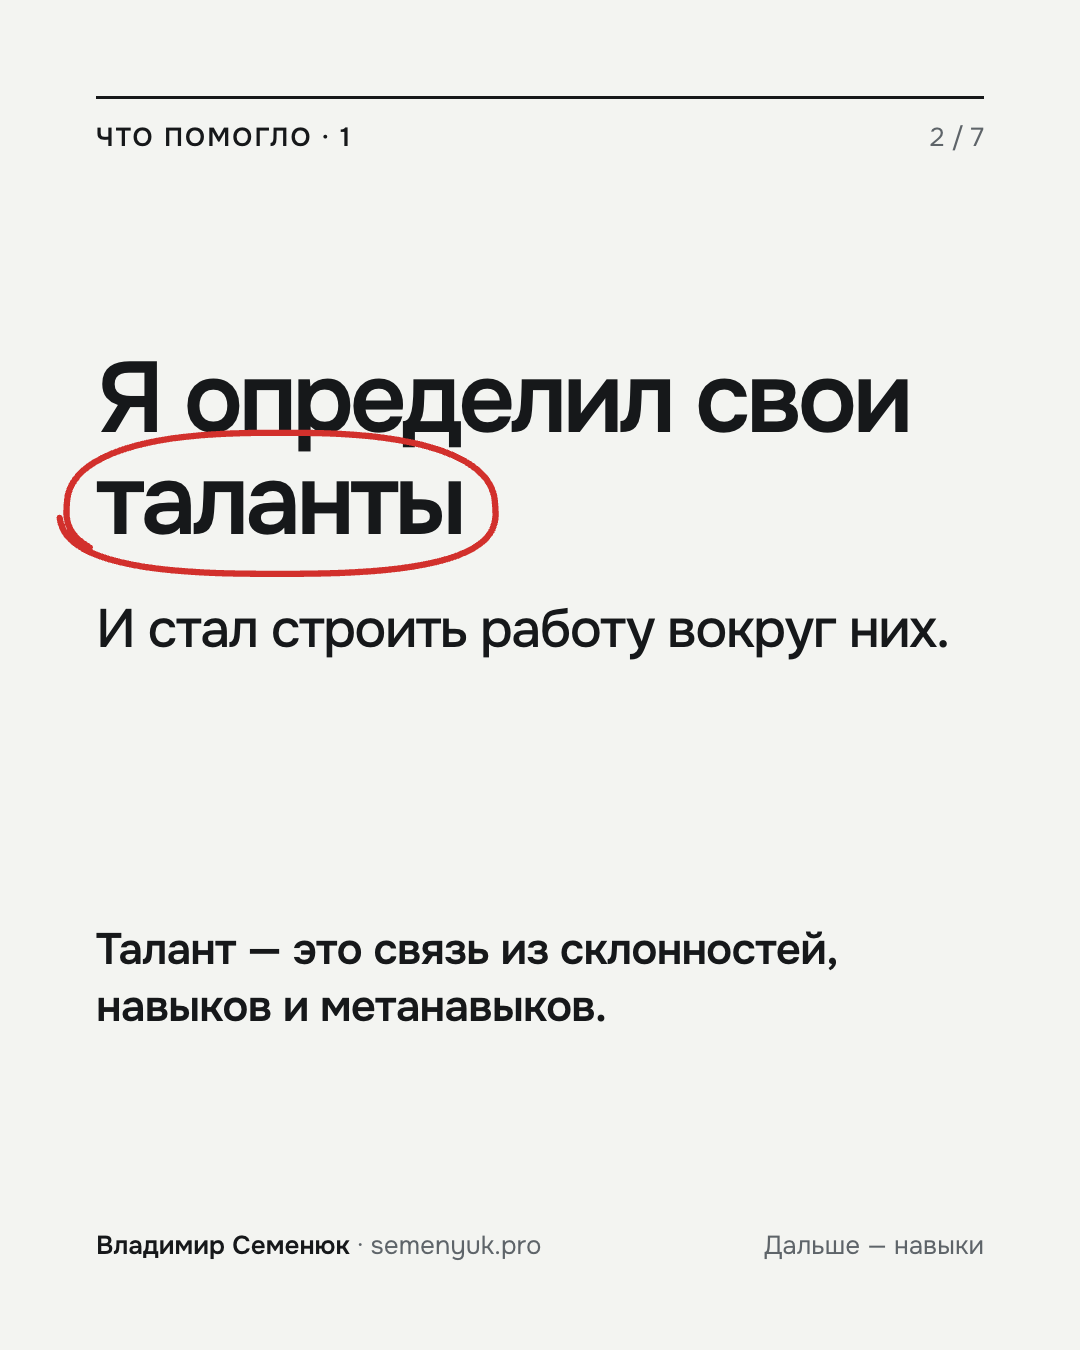 ЧТО ПОМОГЛО · 1
2 / 7
Я определил свои
таланты
И стал строить работу вокруг них.
Талант — это связь из склонностей,
навыков и метанавыков.
Владимир Семенюк · semenyuk.pro
Дальше — навыки